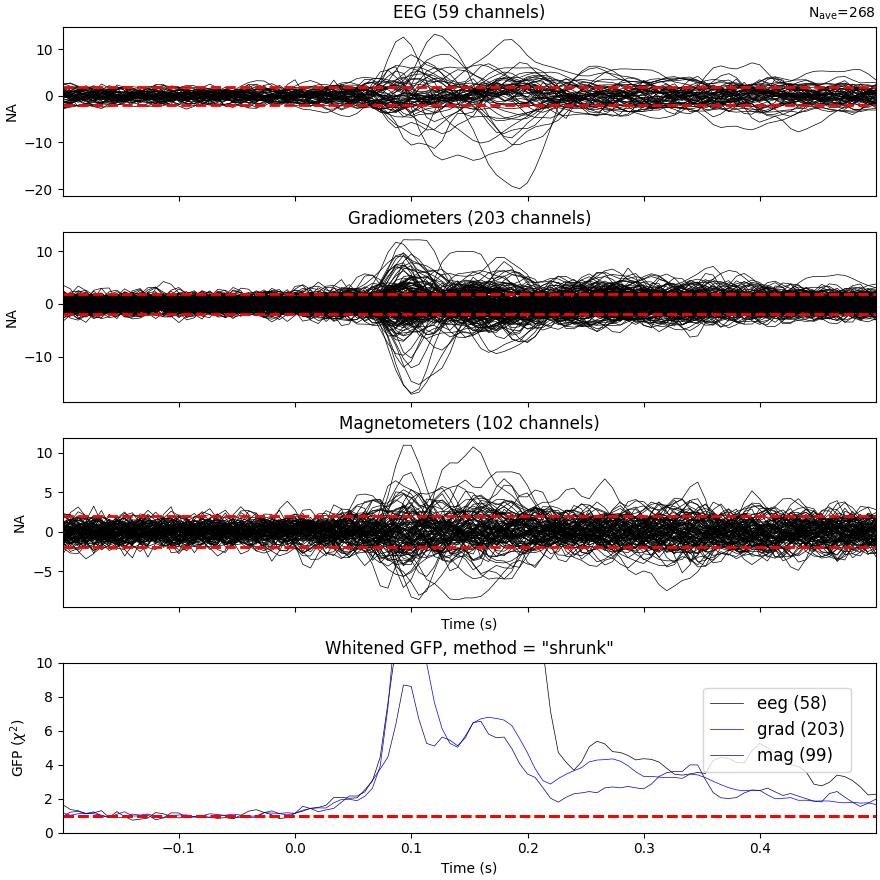 EEG (59 channels)
N_ave=268
10
0
−10
−20
NA
Gradiometers (203 channels)
10
0
−10
NA
Magnetometers (102 channels)
10
5
0
−5
NA
Time (s)
Whitened GFP, method = "shrunk"
10
8
6
4
2
0
GFP (χ²)
eeg (58)
grad (203)
mag (99)
−0.1 0.0 0.1 0.2 0.3 0.4
Time (s)